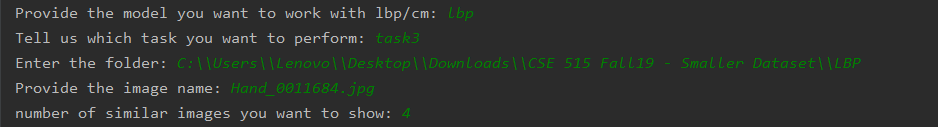 Provide the model you want to work with lbp/cm: lbp
Tell us which task you want to perform: task3
Enter the folder: C:\\Users\\Lenovo\\Desktop\\Downloads\\CSE 515 Fall19 - Smaller Dataset\\LBP
Provide the image name: Hand_0011684.jpg
number of similar images you want to show: 4